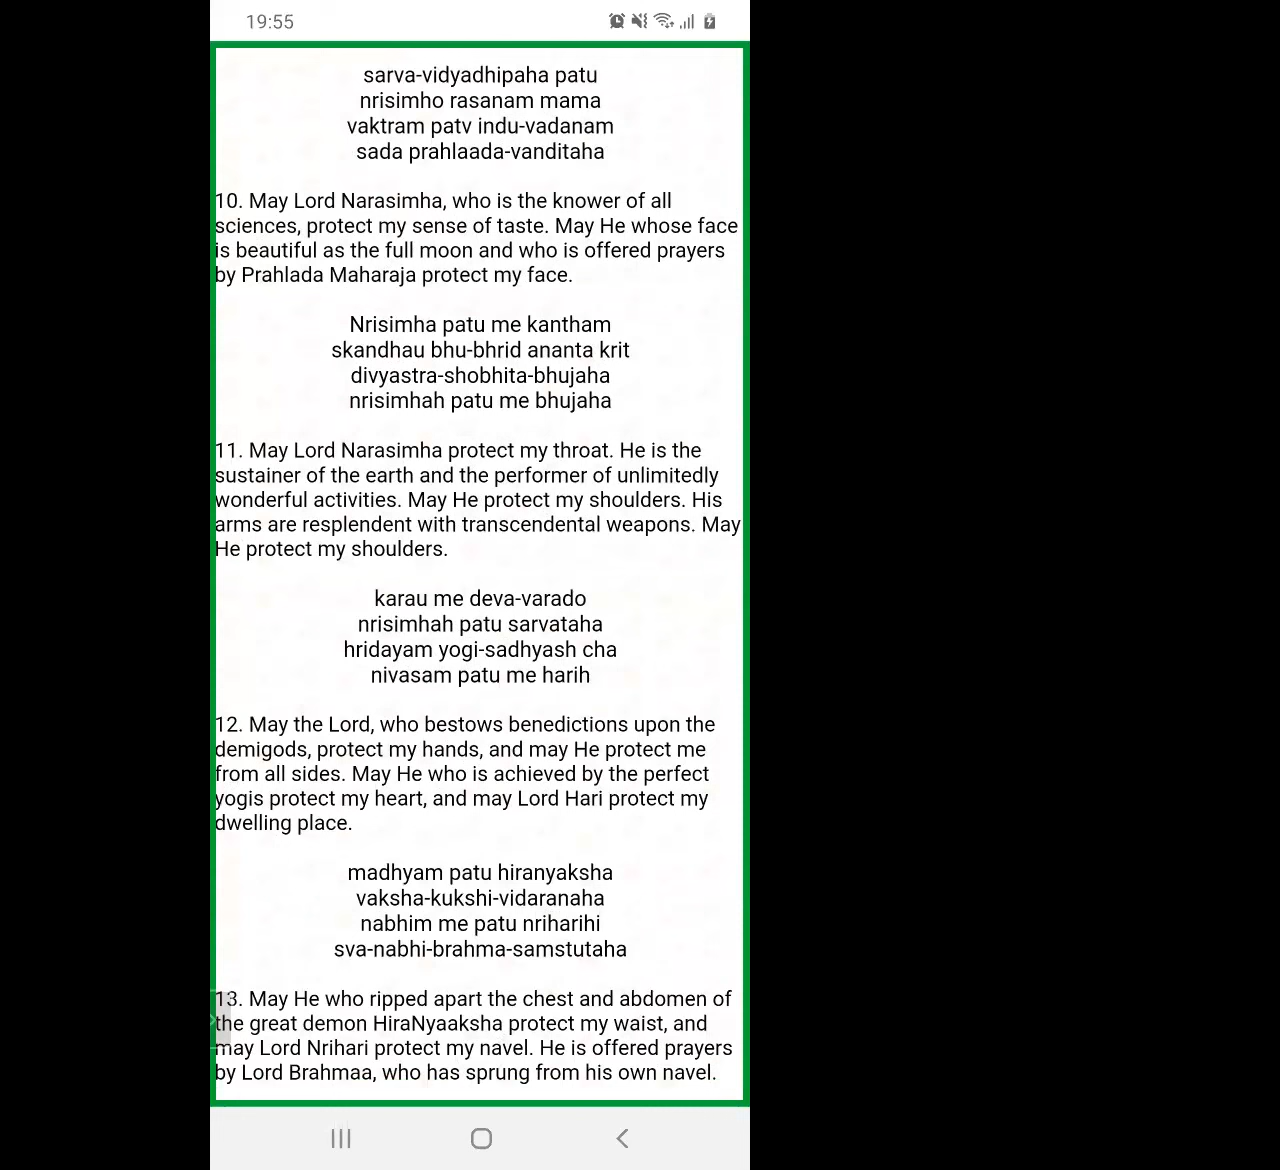 19:55
sarva-vidyadhipaha patu
nrisimho rasanam mama
vaktram patv indu-vadanam
sada prahlaada-vanditaha
10. May Lord Narasimha, who is the knower of all
sciences, protect my sense of taste. May He whose face
is beautiful as the full moon and who is offered prayers
by Prahlada Maharaja protect my face.
Nrisimha patu me kantham
skandhau bhu-bhrid ananta krit
divyastra-shobhita-bhujaha
nrisimhah patu me bhujaha
11. May Lord Narasimha protect my throat. He is the
sustainer of the earth and the performer of unlimitedly
wonderful activities. May He protect my shoulders. His
arms are resplendent with transcendental weapons. May
He protect my shoulders.
karau me deva-varado
nrisimhah patu sarvataha
hridayam yogi-sadhyash cha
nivasam patu me harih
12. May the Lord, who bestows benedictions upon the
demigods, protect my hands, and may He protect me
from all sides. May He who is achieved by the perfect
yogis protect my heart, and may Lord Hari protect my
dwelling place.
madhyam patu hiranyaksha
vaksha-kukshi-vidaranaha
nabhim me patu nriharihi
sva-nabhi-brahma-samstutaha
13. May He who ripped apart the chest and abdomen of
the great demon HiraNyaaksha protect my waist, and
may Lord Nrihari protect my navel. He is offered prayers
by Lord Brahmaa, who has sprung from his own navel.